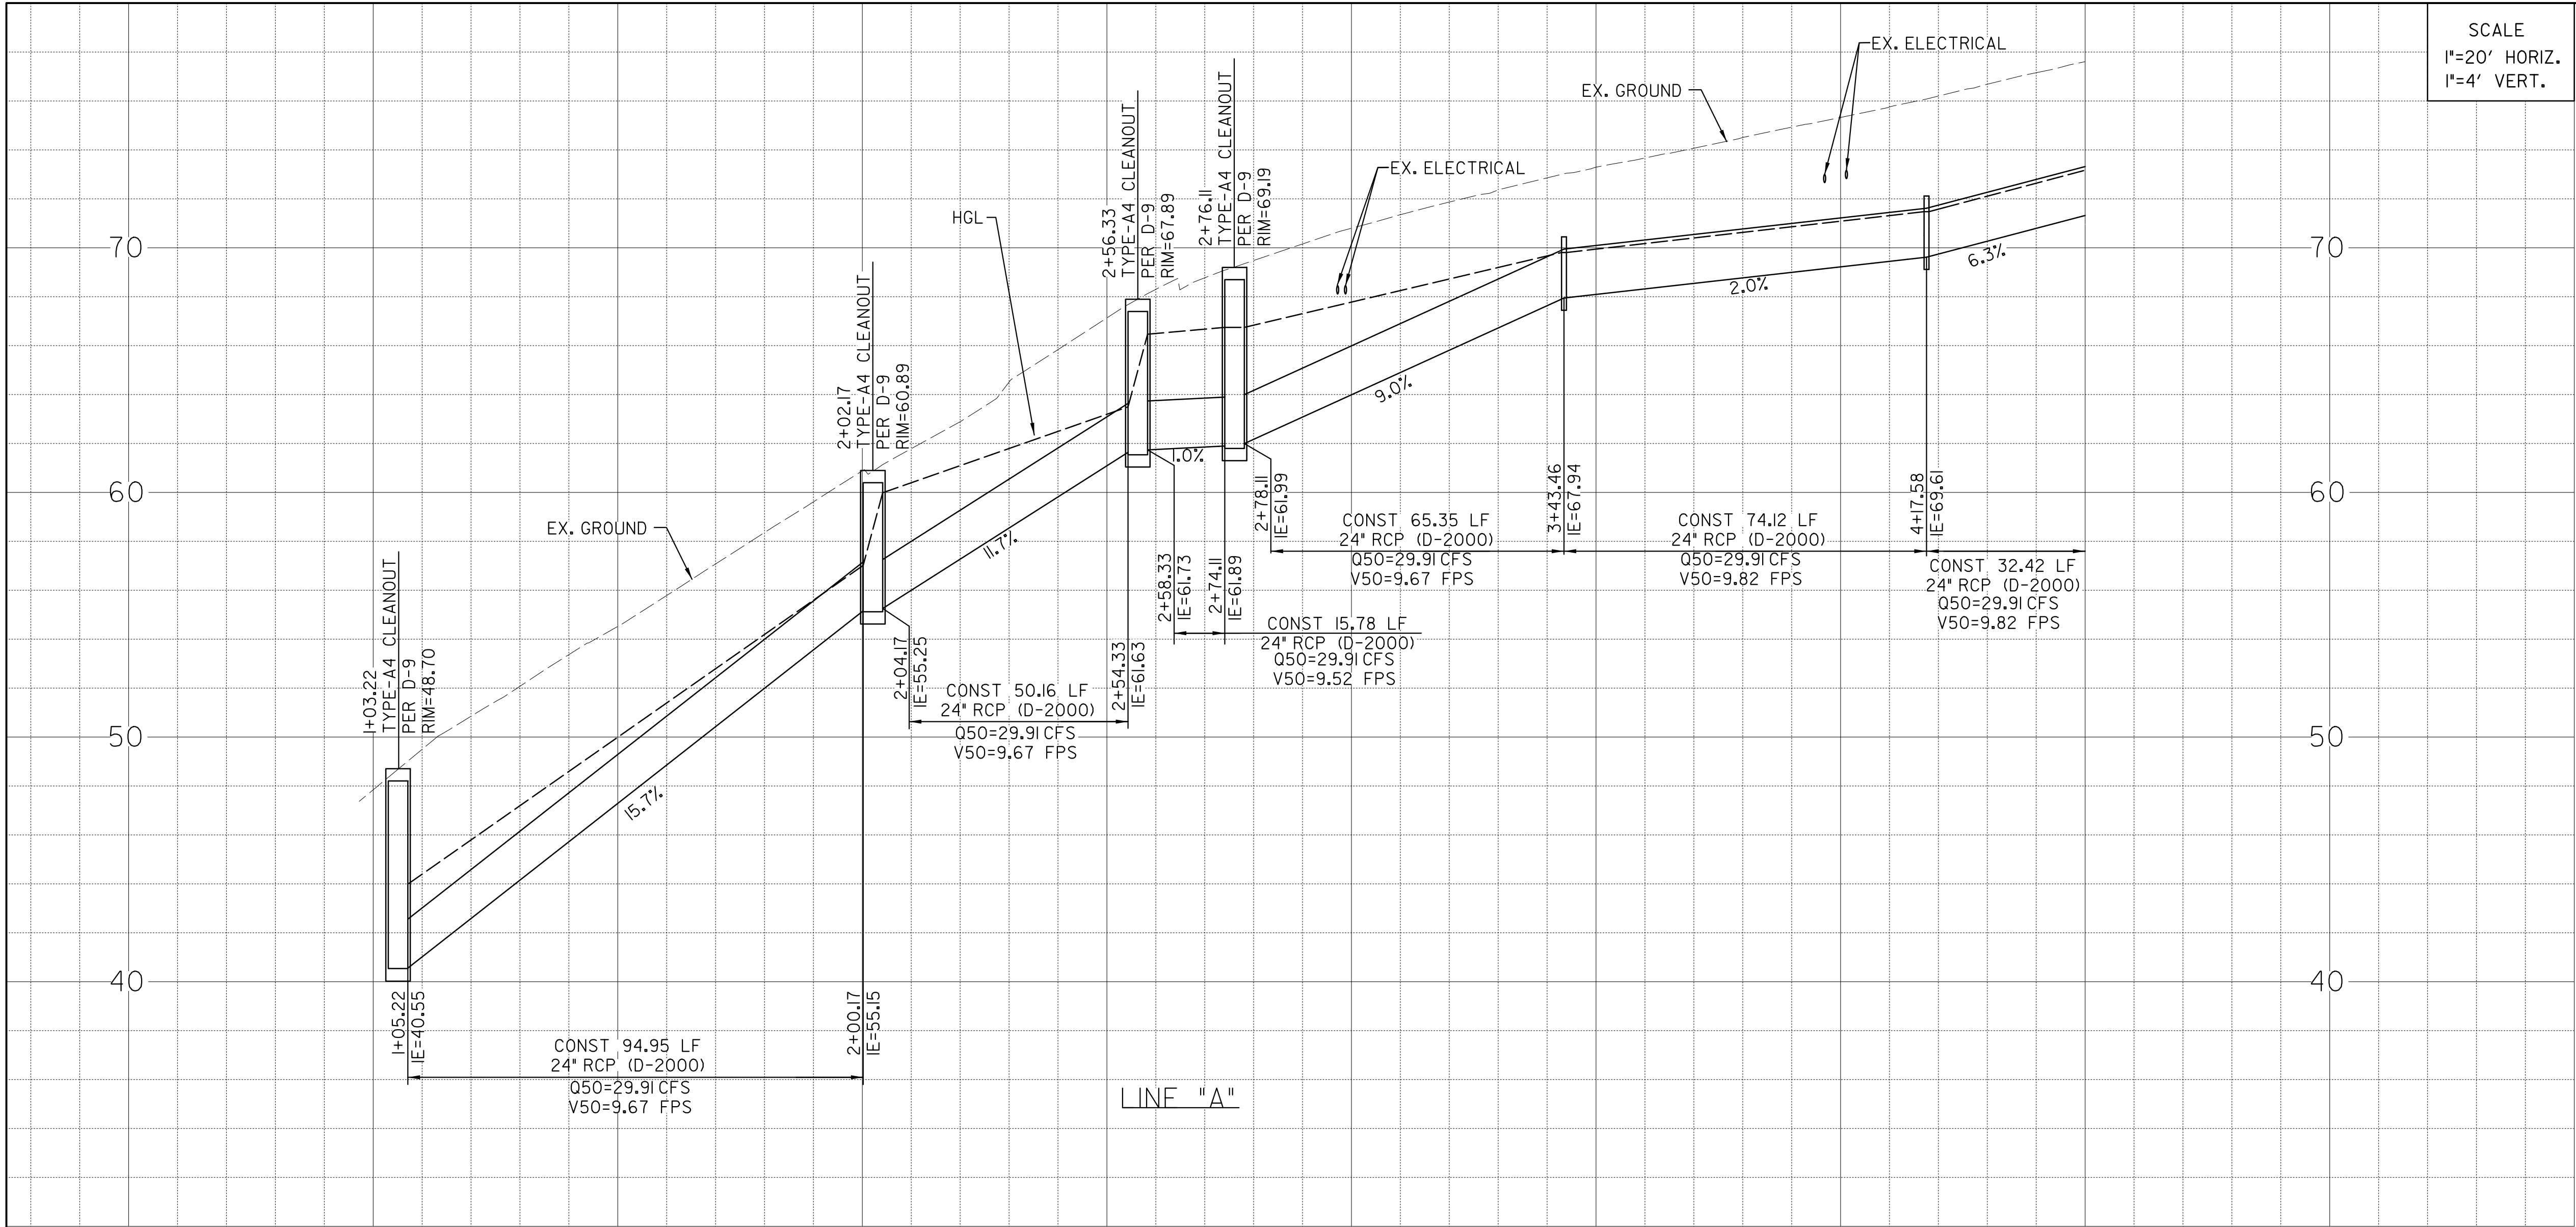 SCALE
1"=20' HORIZ.
1"=4' VERT.
EX. ELECTRICAL
EX. GROUND
EX. ELECTRICAL
HGL
EX. GROUND
70
70
60
60
50
50
40
40
1+03.22
TYPE-A4 CLEANOUT
PER D-9
RIM=48.70
2+02.17
TYPE-A4 CLEANOUT
PER D-9
RIM=60.89
2+56.33
TYPE-A4 CLEANOUT
PER D-9
RIM=67.89
2+76.11
TYPE-A4 CLEANOUT
PER D-9
RIM=69.19
15.7%
11.7%
1.0%
9.0%
2.0%
6.3%
1+05.22
IE=40.55
2+00.17
IE=55.15
2+04.17
IE=55.25
2+54.33
IE=61.63
2+58.33
IE=61.73
2+74.11
IE=61.89
2+78.11
IE=61.99
3+43.46
IE=67.94
4+17.58
IE=69.61
CONST 94.95 LF
24" RCP (D-2000)
Q50=29.91 CFS
V50=9.67 FPS
CONST 50.16 LF
24" RCP (D-2000)
Q50=29.91 CFS
V50=9.67 FPS
CONST 15.78 LF
24" RCP (D-2000)
Q50=29.91 CFS
V50=9.52 FPS
CONST 65.35 LF
24" RCP (D-2000)
Q50=29.91 CFS
V50=9.67 FPS
CONST 74.12 LF
24" RCP (D-2000)
Q50=29.91 CFS
V50=9.82 FPS
CONST 32.42 LF
24" RCP (D-2000)
Q50=29.91 CFS
V50=9.82 FPS
LINE "A"